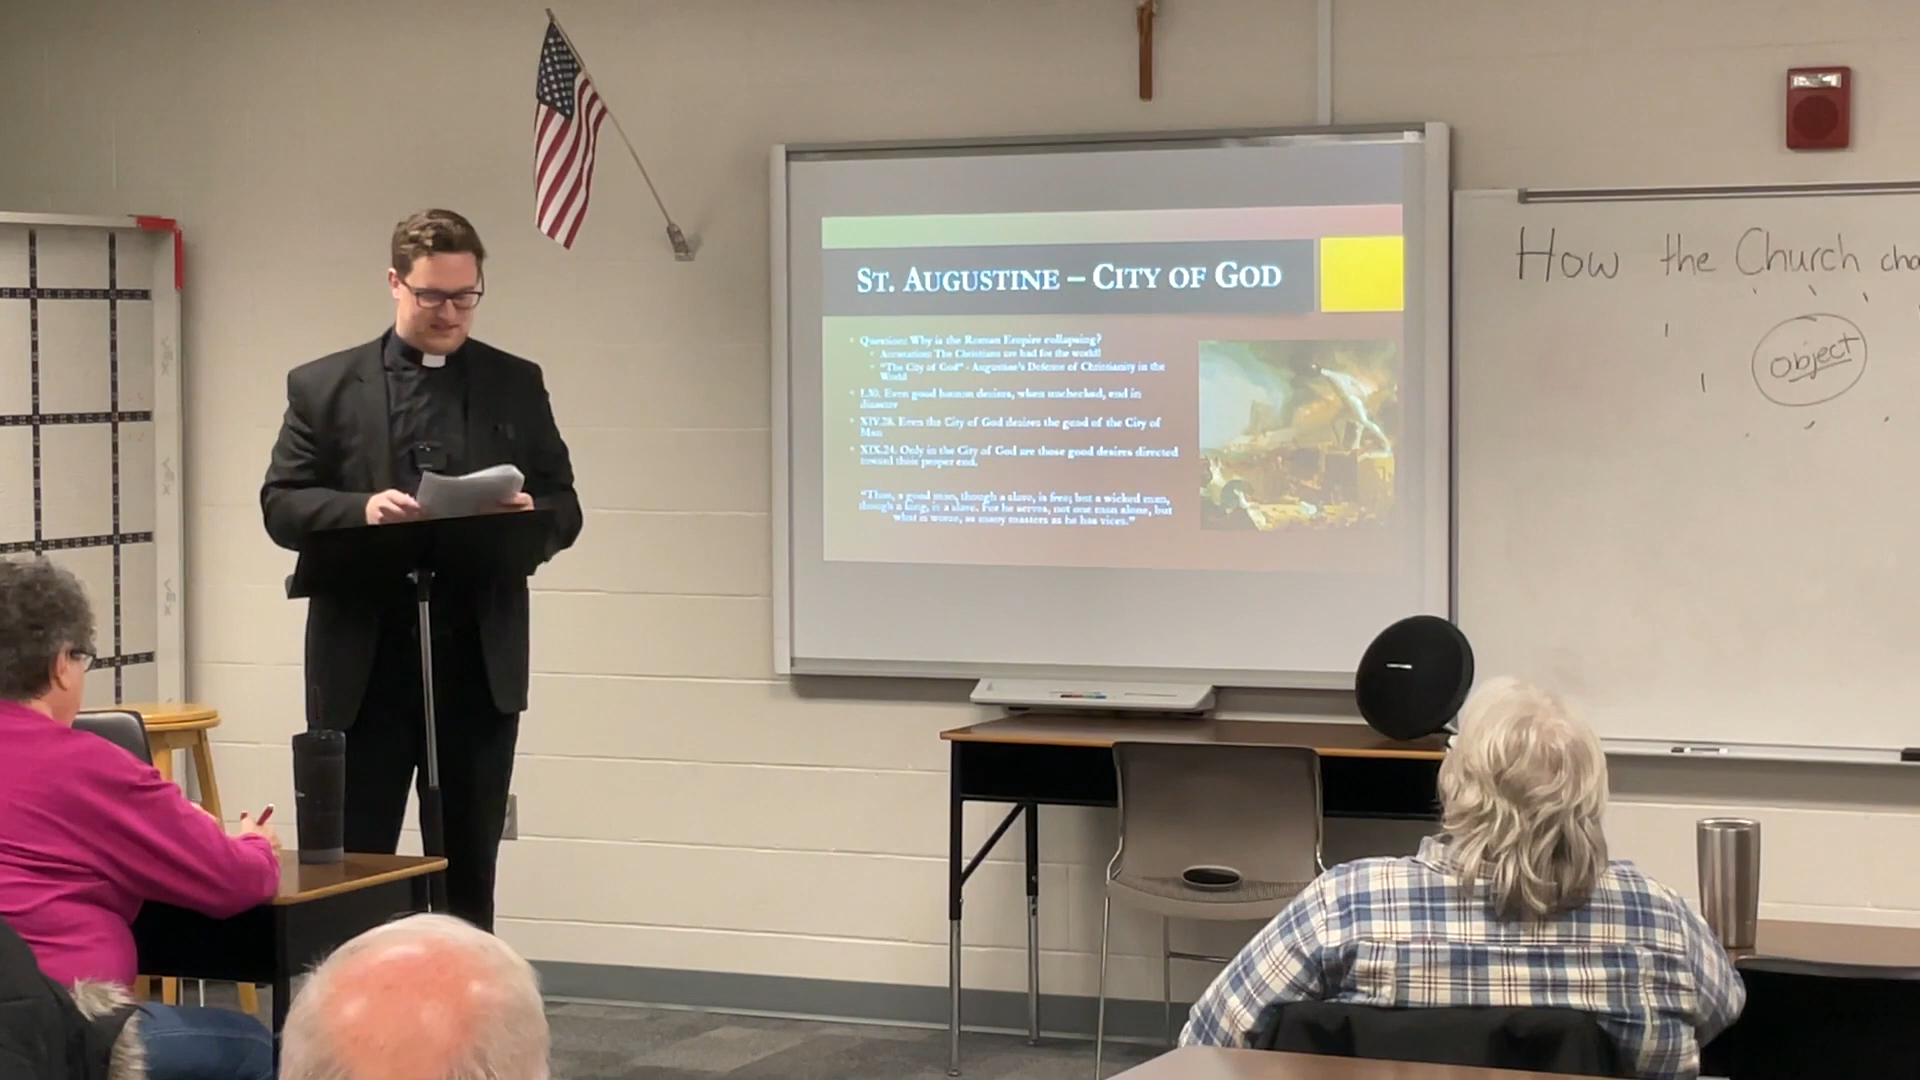 ST. AUGUSTINE – CITY OF GOD
Question: Why is the Roman Empire collapsing?
Accusation: The Christians are bad for the world!
"The City of God" - Augustine's Defense of Christianity in the
World
I.30. Even good human desires, when unchecked, end in
disaster
XIV.28. Even the City of God desires the good of the City of
Man
XIX.24. Only in the City of God are those good desires directed
toward their proper end.
"Thus, a good man, though a slave, is free; but a wicked man,
though a king, is a slave. For he serves, not one man alone, but
what is worse, as many masters as he has vices."
How the Church cha
Object